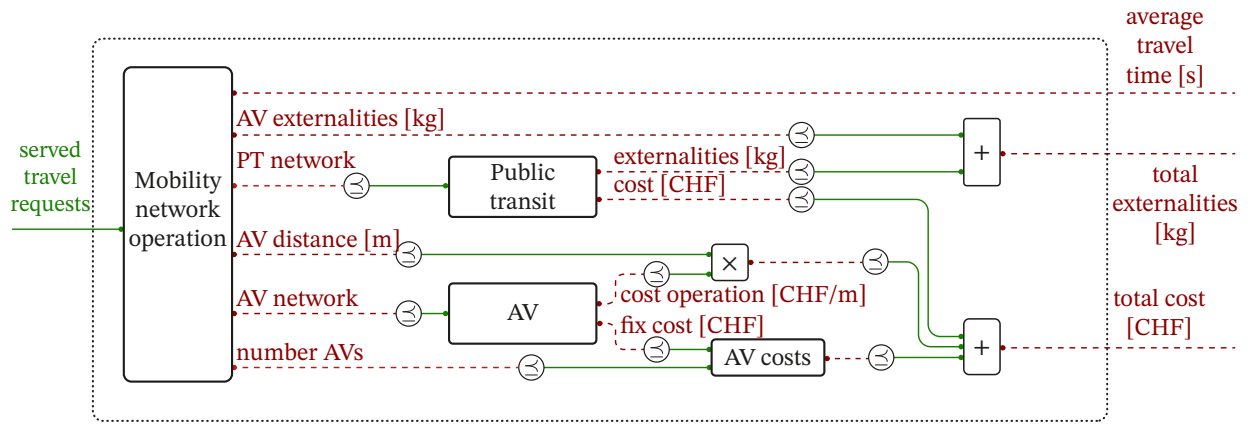 average
travel
time [s]
AV externalities [kg]
served
travel
requests
Mobility
network
operation
PT network
Public
transit
externalities [kg]
cost [CHF]
+
total
externalities
[kg]
AV distance [m]
×
AV network
AV
cost operation [CHF/m]
fix cost [CHF]
total cost
[CHF]
number AVs
AV costs
+
⪯
⪯
⪯
⪯
⪯
⪯
⪯
⪯
⪯
⪯
⪯